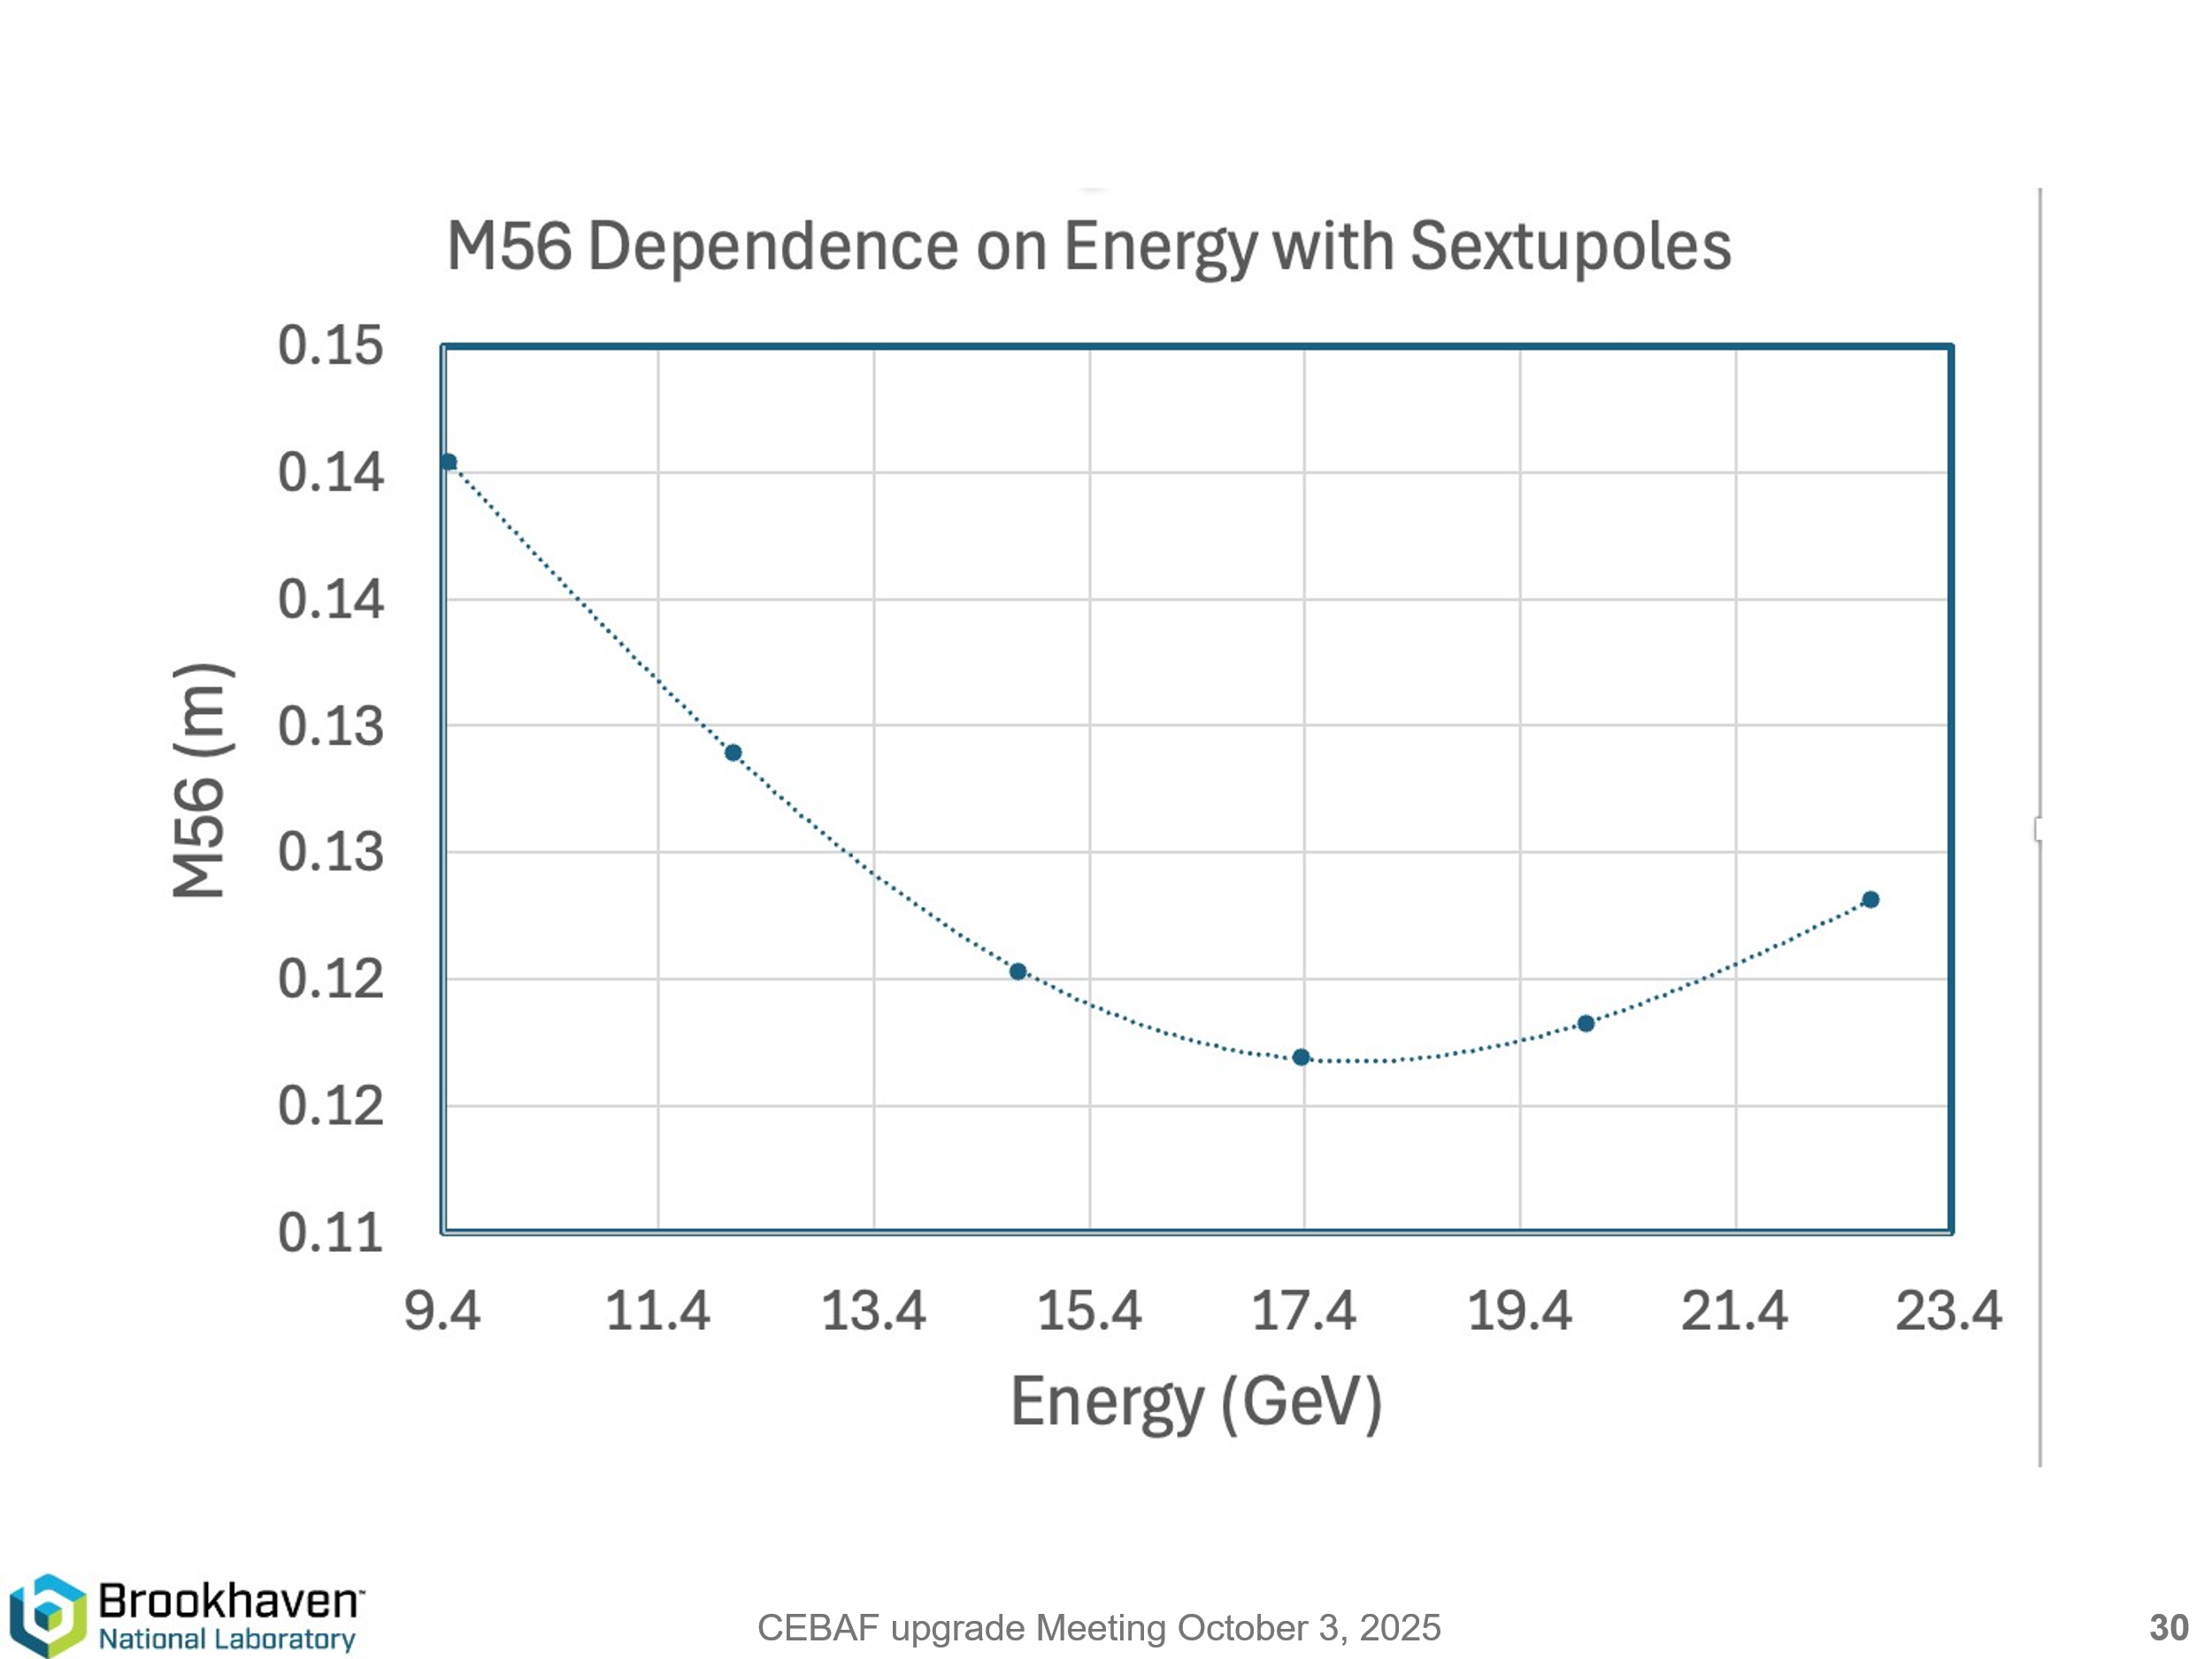 M56 Dependence on Energy with Sextupoles
0.15
0.14
0.14
0.13
0.13
0.12
0.12
0.11
M56 (m)
9.4 11.4 13.4 15.4 17.4 19.4 21.4 23.4
Energy (GeV)
Brookhaven™
National Laboratory
CEBAF upgrade Meeting October 3, 2025
30